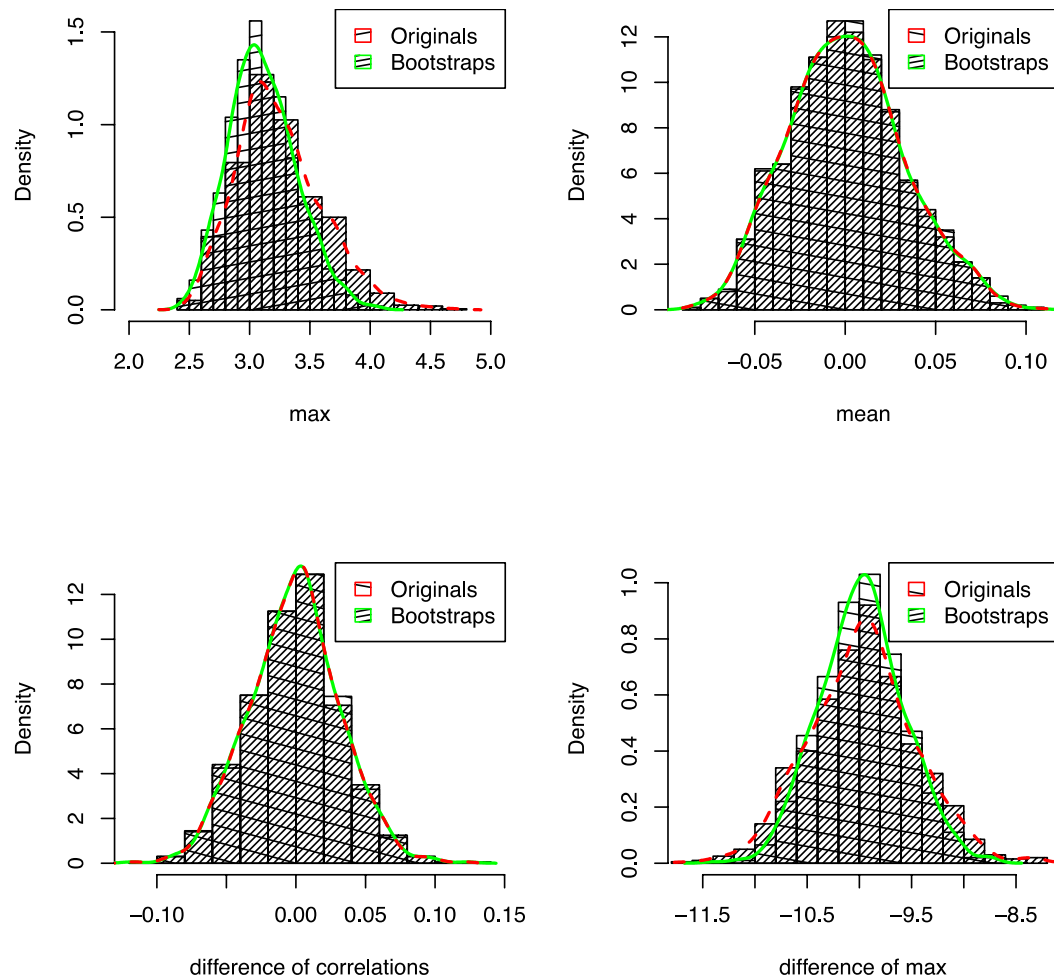 Density
0.0 0.5 1.0 1.5
Originals
Bootstraps
2.0 2.5 3.0 3.5 4.0 4.5 5.0
max
Density
0 2 4 6 8 10 12
Originals
Bootstraps
−0.05 0.00 0.05 0.10
mean
Density
0 2 4 6 8 10 12
Originals
Bootstraps
−0.10 0.00 0.05 0.10 0.15
difference of correlations
Density
0.0 0.2 0.4 0.6 0.8 1.0
Originals
Bootstraps
−11.5 −10.5 −9.5 −8.5
difference of max